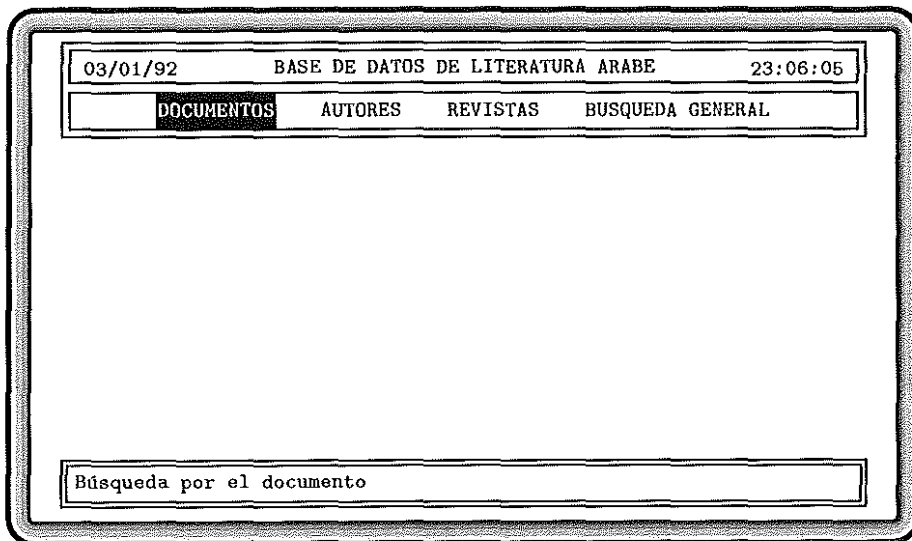 03/01/92 BASE DE DATOS DE LITERATURA ARABE 23:06:05
DOCUMENTOS AUTORES REVISTAS BUSQUEDA GENERAL
Búsqueda por el documento